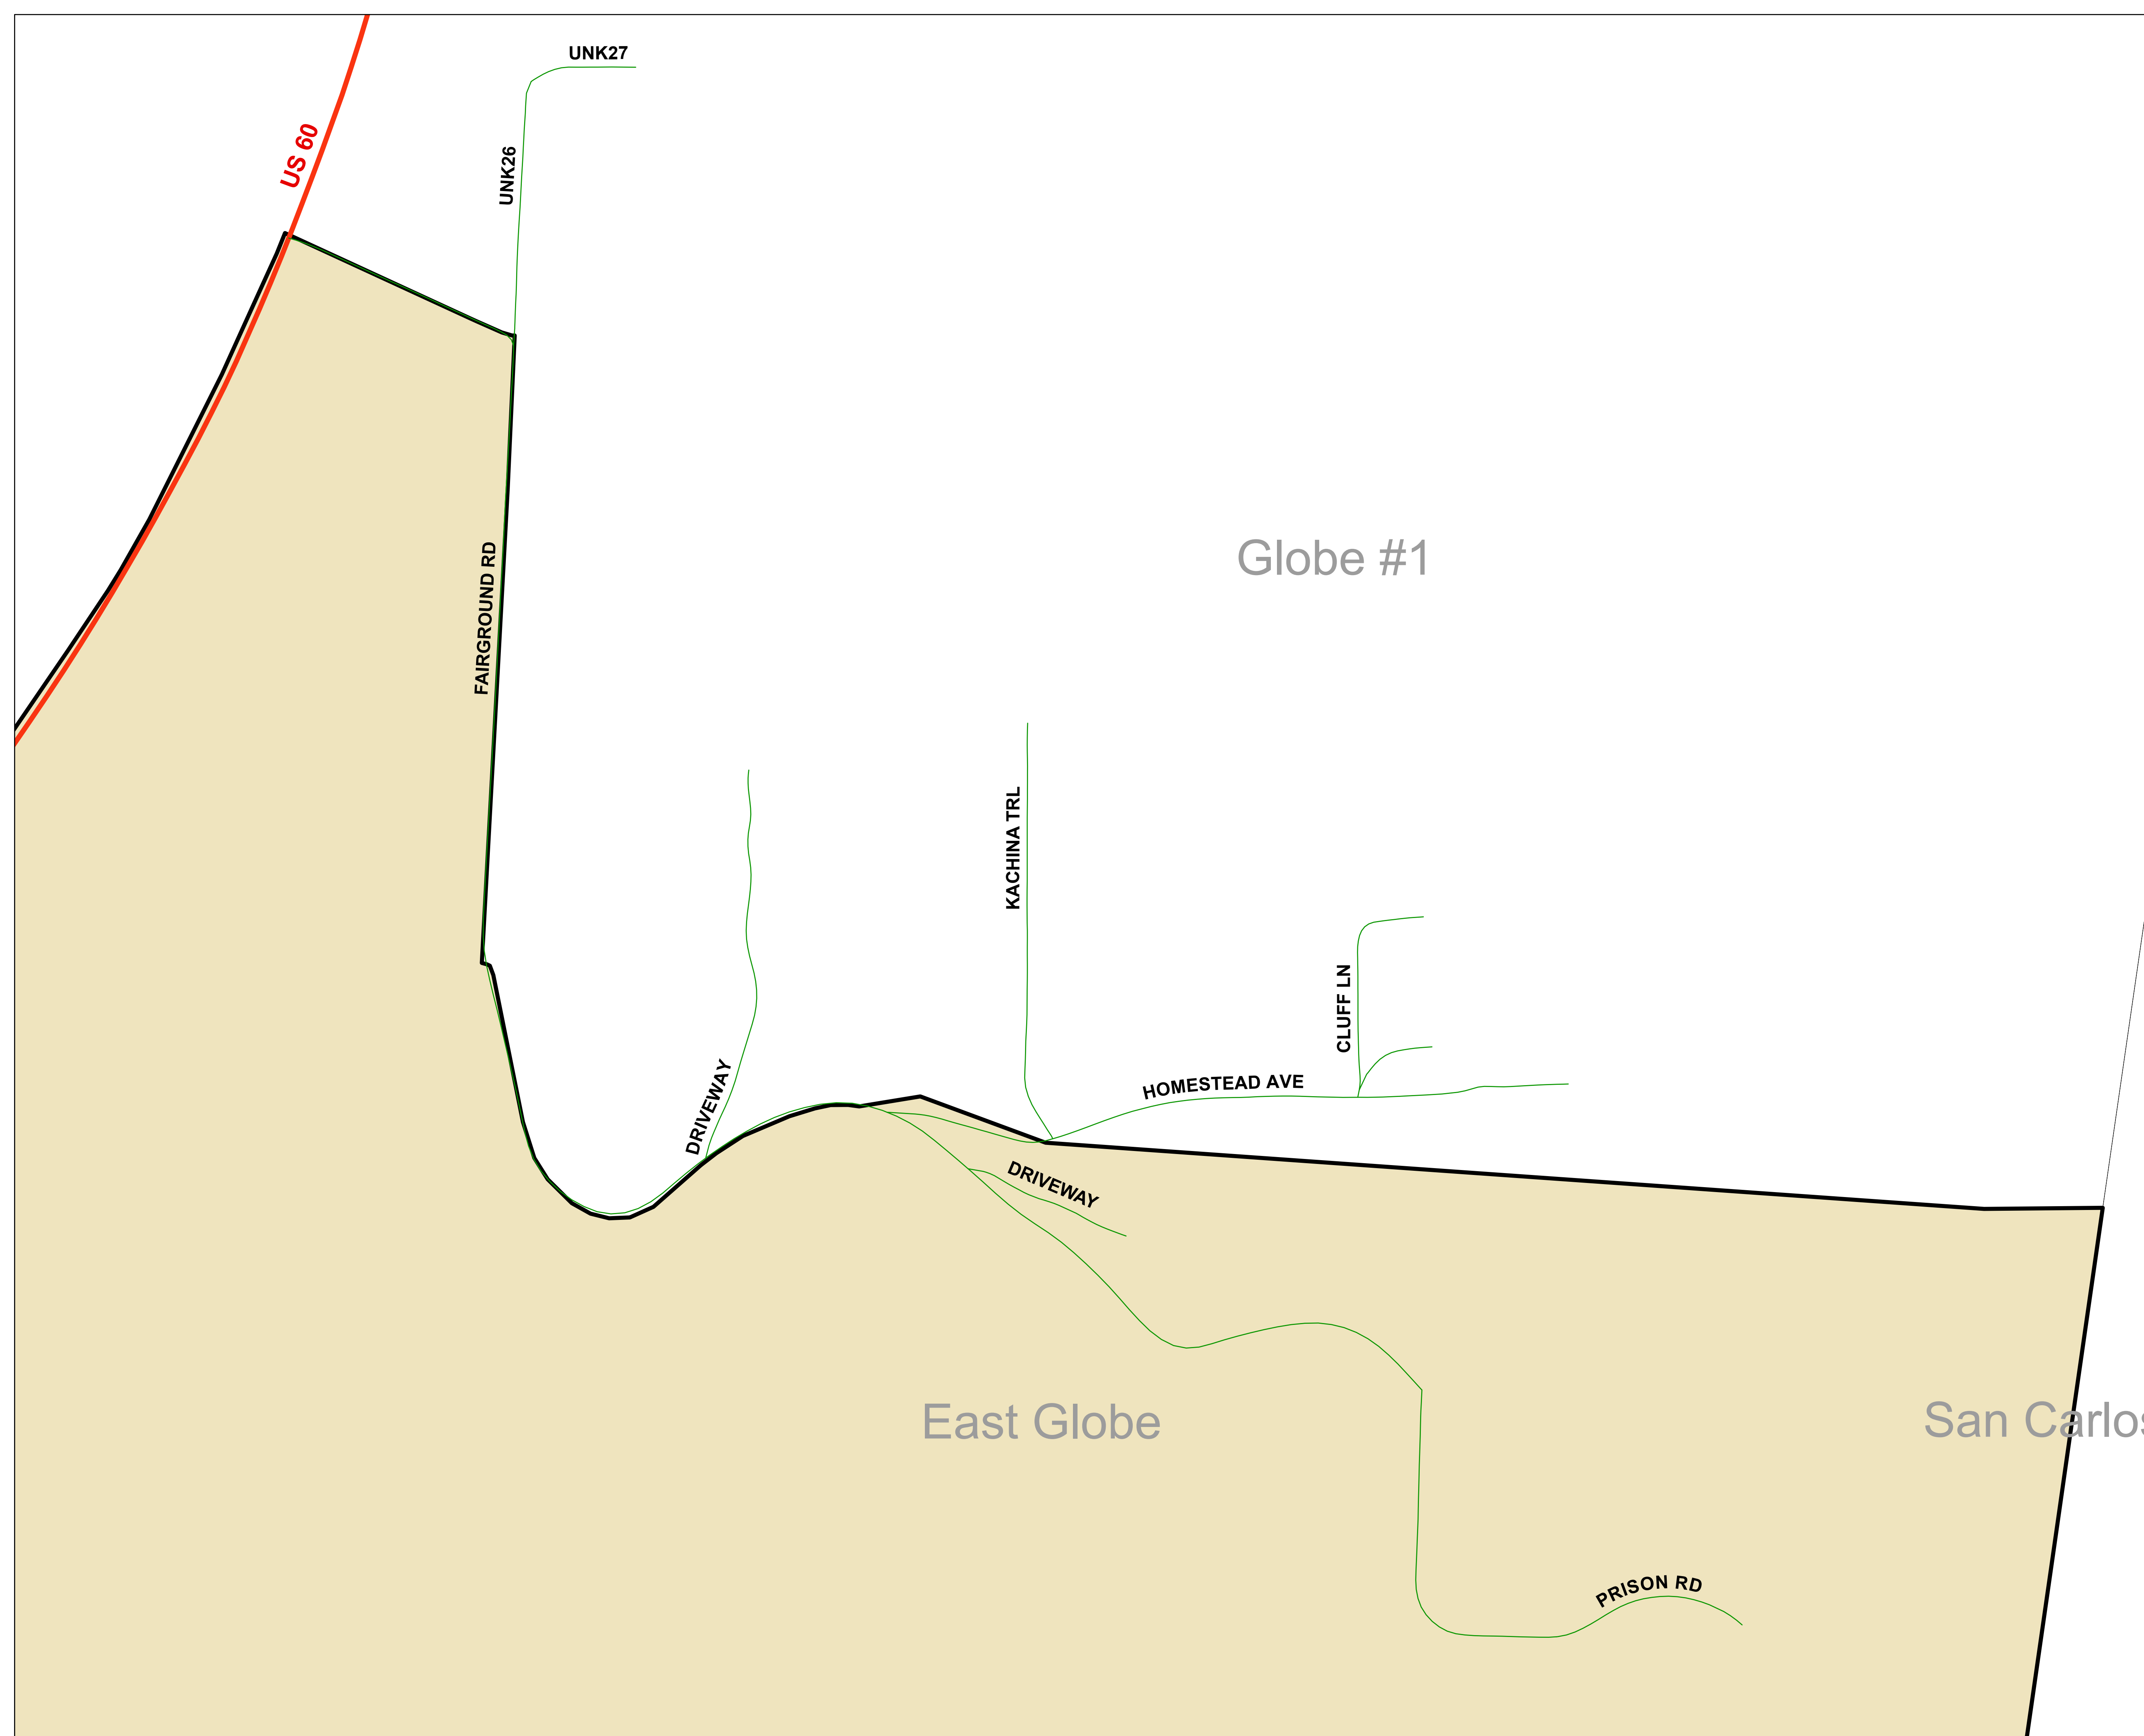 UNK27
US 60
UNK26
Globe #1
FAIRGROUND RD
KACHINA TRL
CLUFF LN
HOMESTEAD AVE
DRIVEWAY
DRIVEWAY
East Globe
San Carlos
PRISON RD